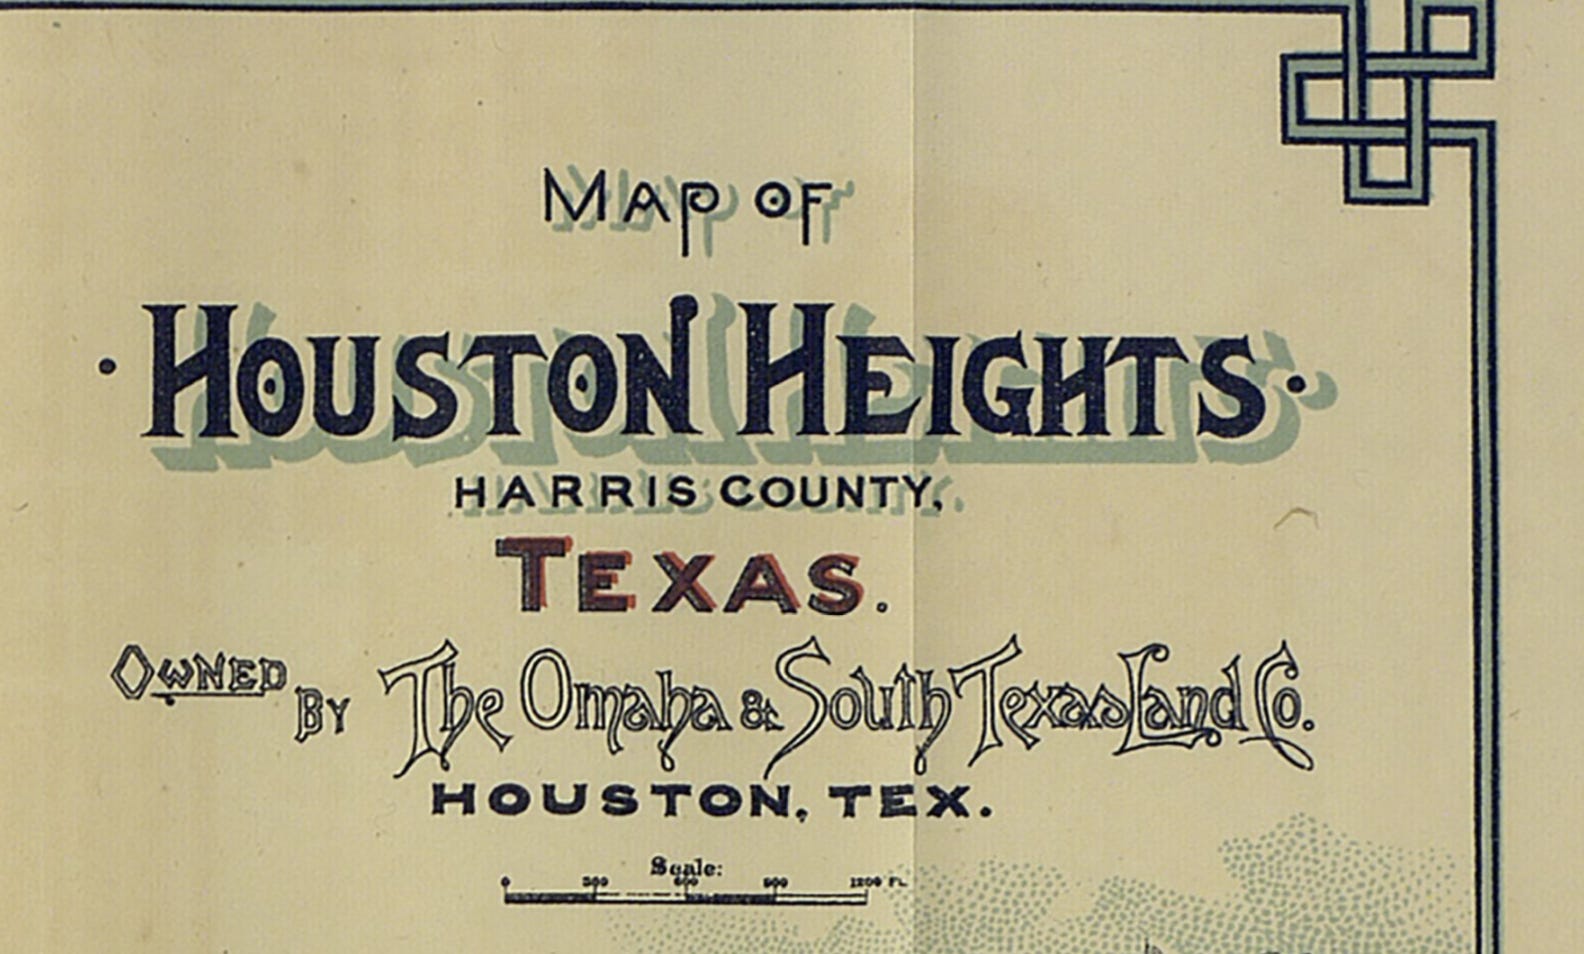 MAP OF
· HOUSTON HEIGHTS ·
HARRIS COUNTY,
TEXAS.
OWNED BY The Omaha & South Texas Land Co.
HOUSTON, TEX.
Scale:
0 300 600 900 1200 Ft.